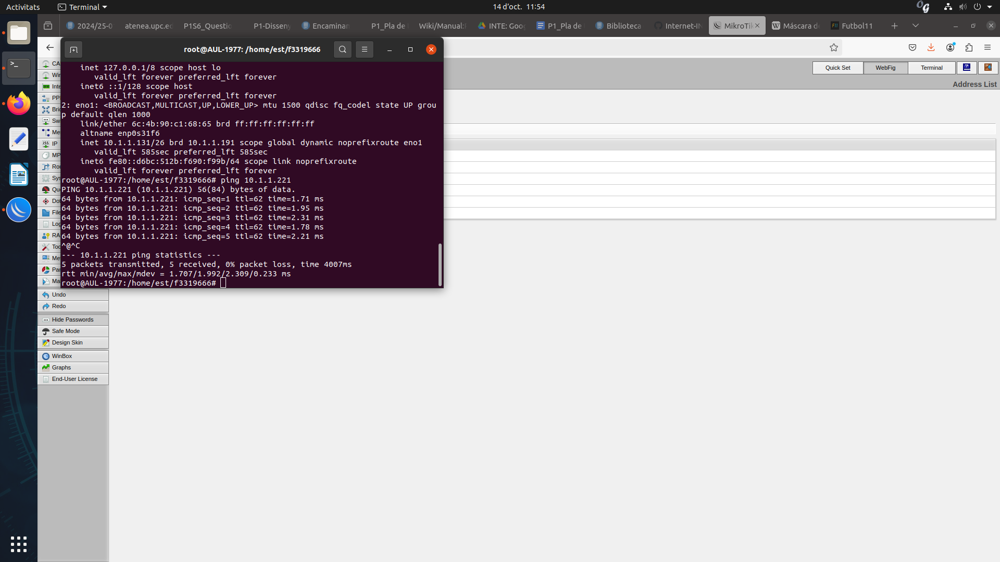 Activitats
Terminal
14 d'oct. 11:54
2024/25-0
atenea.upc.ed
P1S6_Questio
P1-Disseny
Encaminam
P1_Pla de
Wiki/Manual:
INTE: Goo
P1_Pla de
Biblioteca
Internet-IN
MikroTik
Máscara de
Futbol11
root@AUL-1977: /home/est/f3319666
Quick Set
WebFig
Terminal
Address List
inet 127.0.0.1/8 scope host lo
valid_lft forever preferred_lft forever
inet6 ::1/128 scope host
valid_lft forever preferred_lft forever
2: eno1: <BROADCAST,MULTICAST,UP,LOWER_UP> mtu 1500 qdisc fq_codel state UP grou
p default qlen 1000
link/ether 6c:4b:90:c1:68:65 brd ff:ff:ff:ff:ff:ff
altname enp0s31f6
inet 10.1.1.131/26 brd 10.1.1.191 scope global dynamic noprefixroute eno1
valid_lft 585sec preferred_lft 585sec
inet6 fe80::d6bc:512b:f690:f99b/64 scope link noprefixroute
valid_lft forever preferred_lft forever
root@AUL-1977:/home/est/f3319666# ping 10.1.1.221
PING 10.1.1.221 (10.1.1.221) 56(84) bytes of data.
64 bytes from 10.1.1.221: icmp_seq=1 ttl=62 time=1.71 ms
64 bytes from 10.1.1.221: icmp_seq=2 ttl=62 time=1.95 ms
64 bytes from 10.1.1.221: icmp_seq=3 ttl=62 time=2.31 ms
64 bytes from 10.1.1.221: icmp_seq=4 ttl=62 time=1.78 ms
64 bytes from 10.1.1.221: icmp_seq=5 ttl=62 time=2.21 ms
^@^C
--- 10.1.1.221 ping statistics ---
5 packets transmitted, 5 received, 0% packet loss, time 4007ms
rtt min/avg/max/mdev = 1.707/1.992/2.309/0.233 ms
root@AUL-1977:/home/est/f3319666#
CA
Wir
Inte
PP
Brid
Sw
Me
IP
MP
Rou
Sys
Que
Dot
File
Log
RA
Too
Me
Par
Ma
Undo
Redo
Hide Passwords
Safe Mode
Design Skin
WinBox
Graphs
End-User License